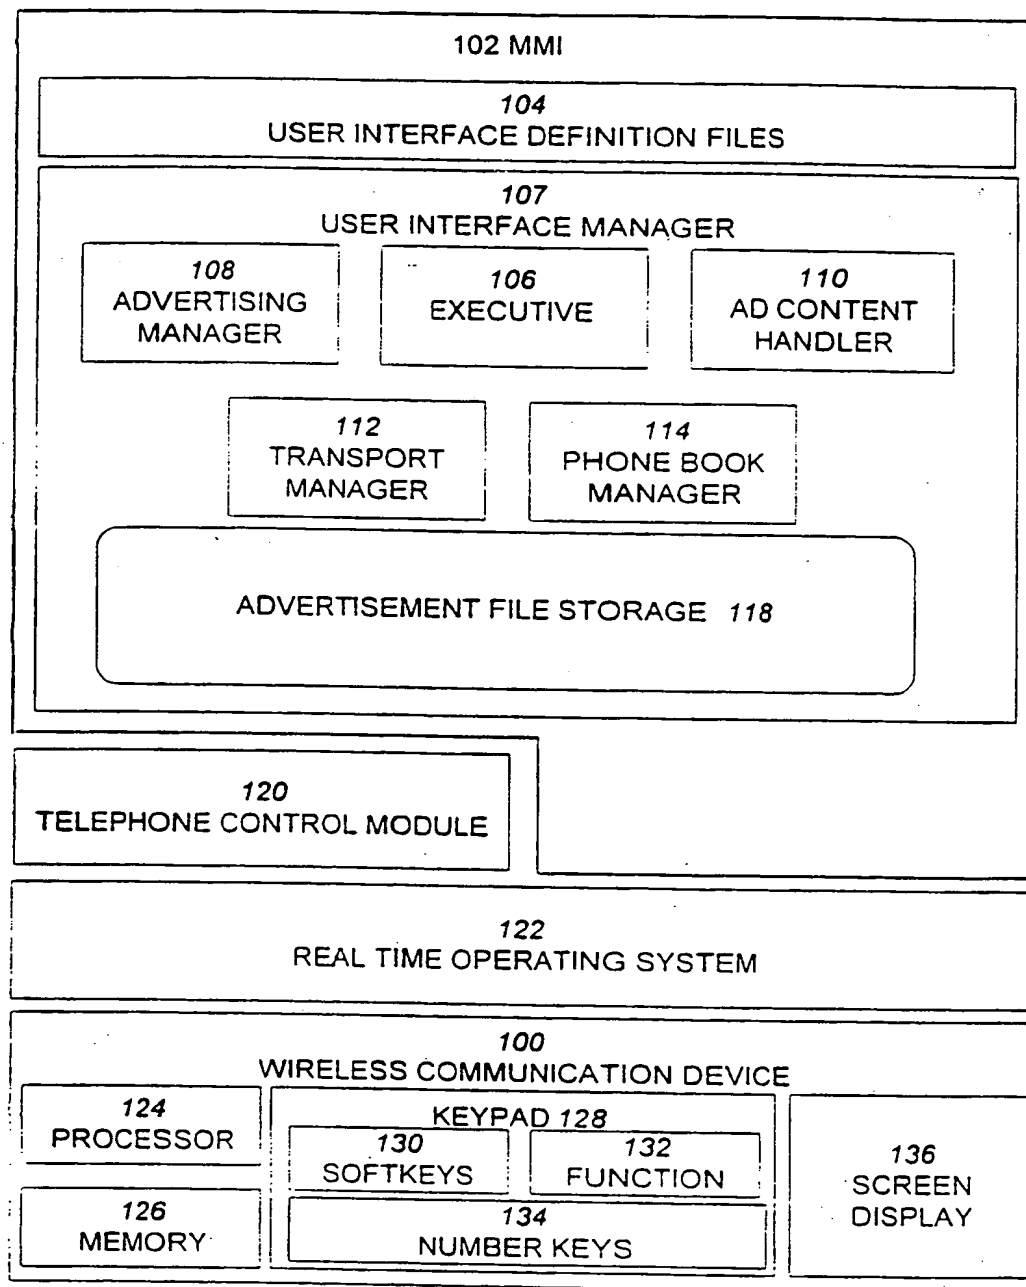 102 MMI
104
USER INTERFACE DEFINITION FILES
107
USER INTERFACE MANAGER
108
ADVERTISING
MANAGER
106
EXECUTIVE
110
AD CONTENT
HANDLER
112
TRANSPORT
MANAGER
114
PHONE BOOK
MANAGER
ADVERTISEMENT FILE STORAGE 118
120
TELEPHONE CONTROL MODULE
122
REAL TIME OPERATING SYSTEM
100
WIRELESS COMMUNICATION DEVICE
124
PROCESSOR
126
MEMORY
KEYPAD 128
130
SOFTKEYS
132
FUNCTION
134
NUMBER KEYS
136
SCREEN
DISPLAY